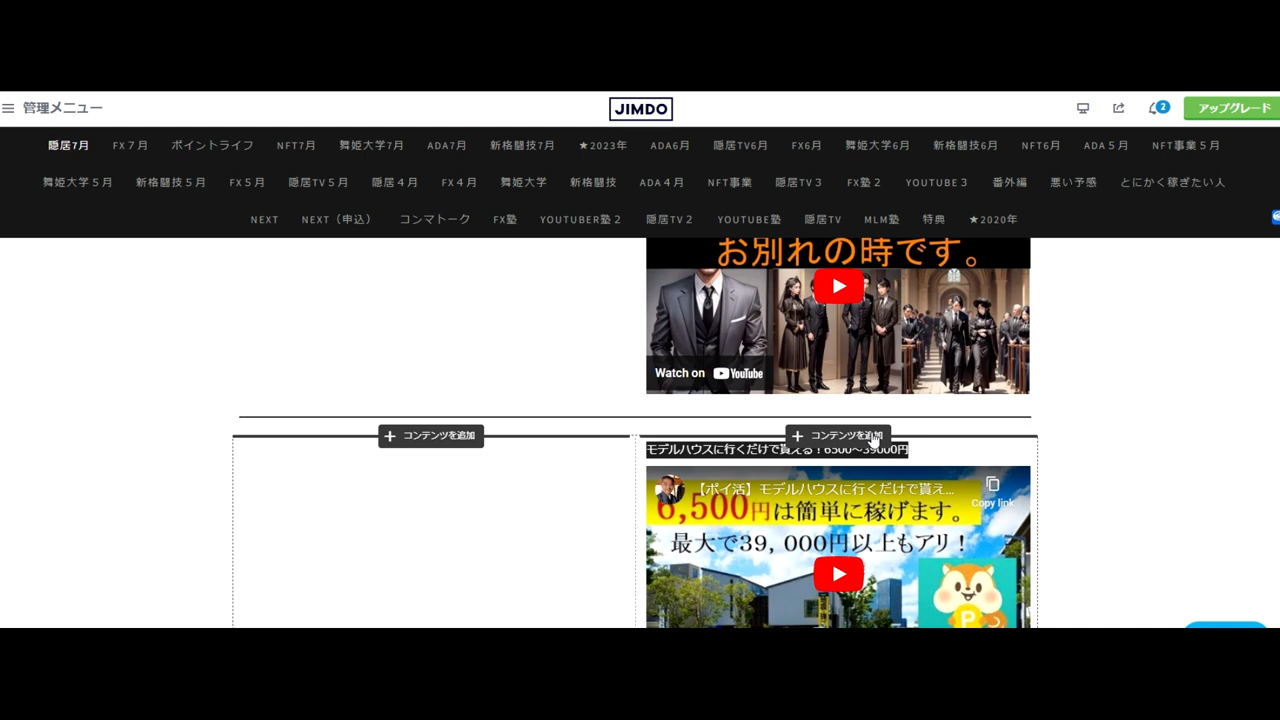 管理メニュー
JIMDO
2
アップグレード
隠居7月 FX７月 ポイントライフ NFT7月 舞姫大学7月 ADA7月 新格闘技7月 ★2023年 ADA6月 隠居TV6月 FX6月 舞姫大学6月 新格闘技6月 NFT6月 ADA５月 NFT事業５月
舞姫大学５月 新格闘技５月 FX５月 隠居TV５月 隠居４月 FX４月 舞姫大学 新格闘技 ADA４月 NFT事業 隠居TV３ FX塾２ YOUTUBE３ 番外編 悪い予感 とにかく稼ぎたい人
NEXT NEXT（申込） コンマトーク FX塾 YOUTUBER塾２ 隠居TV２ YOUTUBE塾 隠居TV MLM塾 特典 ★2020年
お別れの時です。
Watch on YouTube
コンテンツを追加
コンテンツを追加
モデルハウスに行くだけで貰える！6500～39000円
【ポイ活】モデルハウスに行くだけで貰え...
Copy link
6,500円は簡単に稼げます。
最大で39,000円以上もアリ！
P